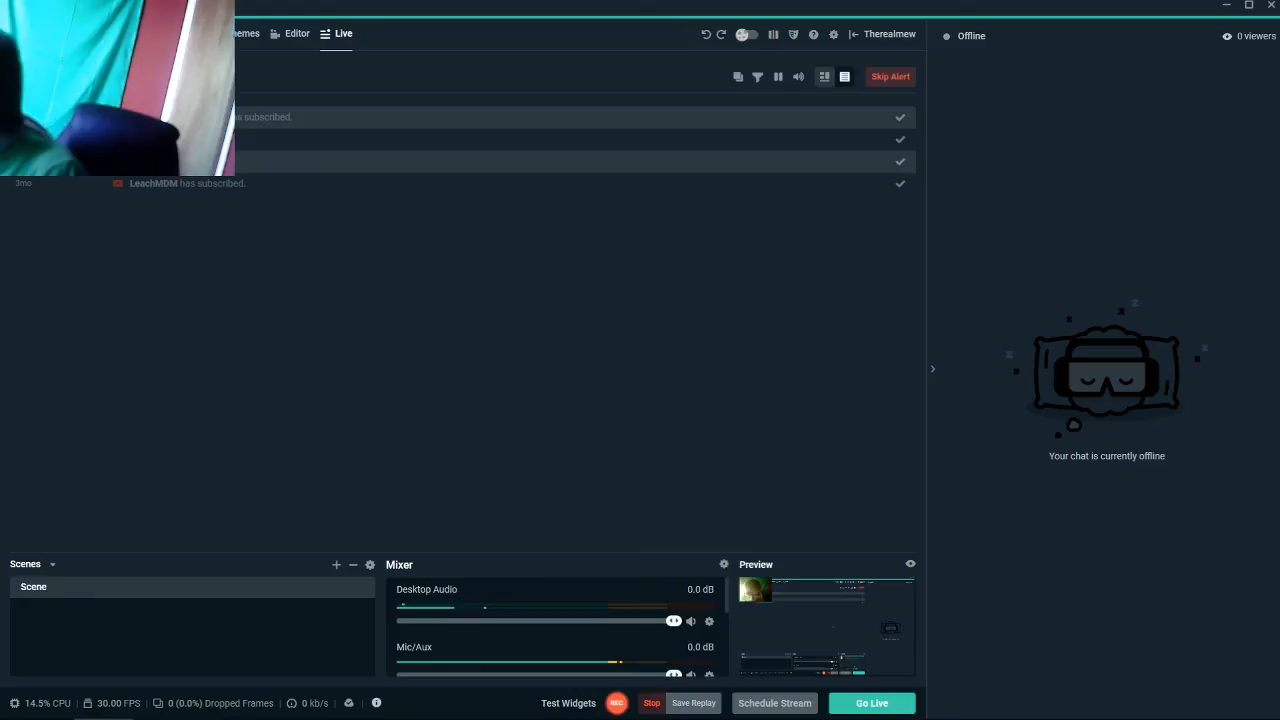 emes Editor Live Therealmew
Offline 0 viewers
Skip Alert
as subscribed.
3mo LeachMDM has subscribed.
Your chat is currently offline
Scenes
Mixer
Preview
Scene
Desktop Audio 0.0 dB
Mic/Aux 0.0 dB
14.5% CPU 30.00 FPS 0 (0.0%) Dropped Frames 0 kb/s Test Widgets REC Stop Save Replay Schedule Stream Go Live